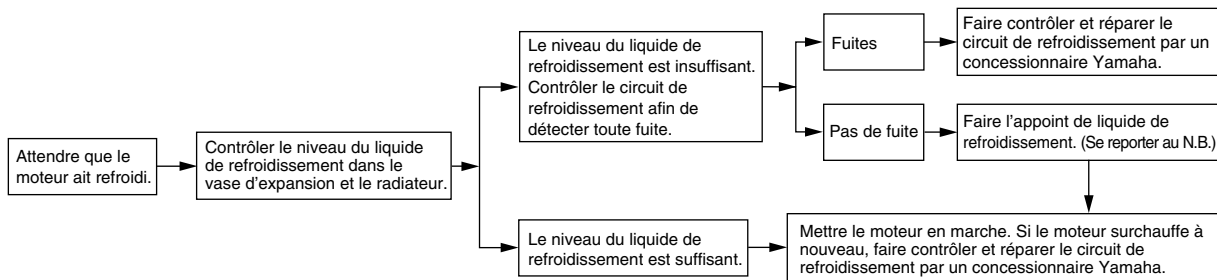 Attendre que le
moteur ait refroidi.
Contrôler le niveau du liquide
de refroidissement dans le
vase d'expansion et le radiateur.
Le niveau du liquide de
refroidissement est insuffisant.
Contrôler le circuit de
refroidissement afin de
détecter toute fuite.
Fuites
Faire contrôler et réparer le
circuit de refroidissement par un
concessionnaire Yamaha.
Pas de fuite
Faire l'appoint de liquide de
refroidissement. (Se reporter au N.B.)
Le niveau du liquide de
refroidissement est suffisant.
Mettre le moteur en marche. Si le moteur surchauffe à
nouveau, faire contrôler et réparer le circuit de
refroidissement par un concessionnaire Yamaha.